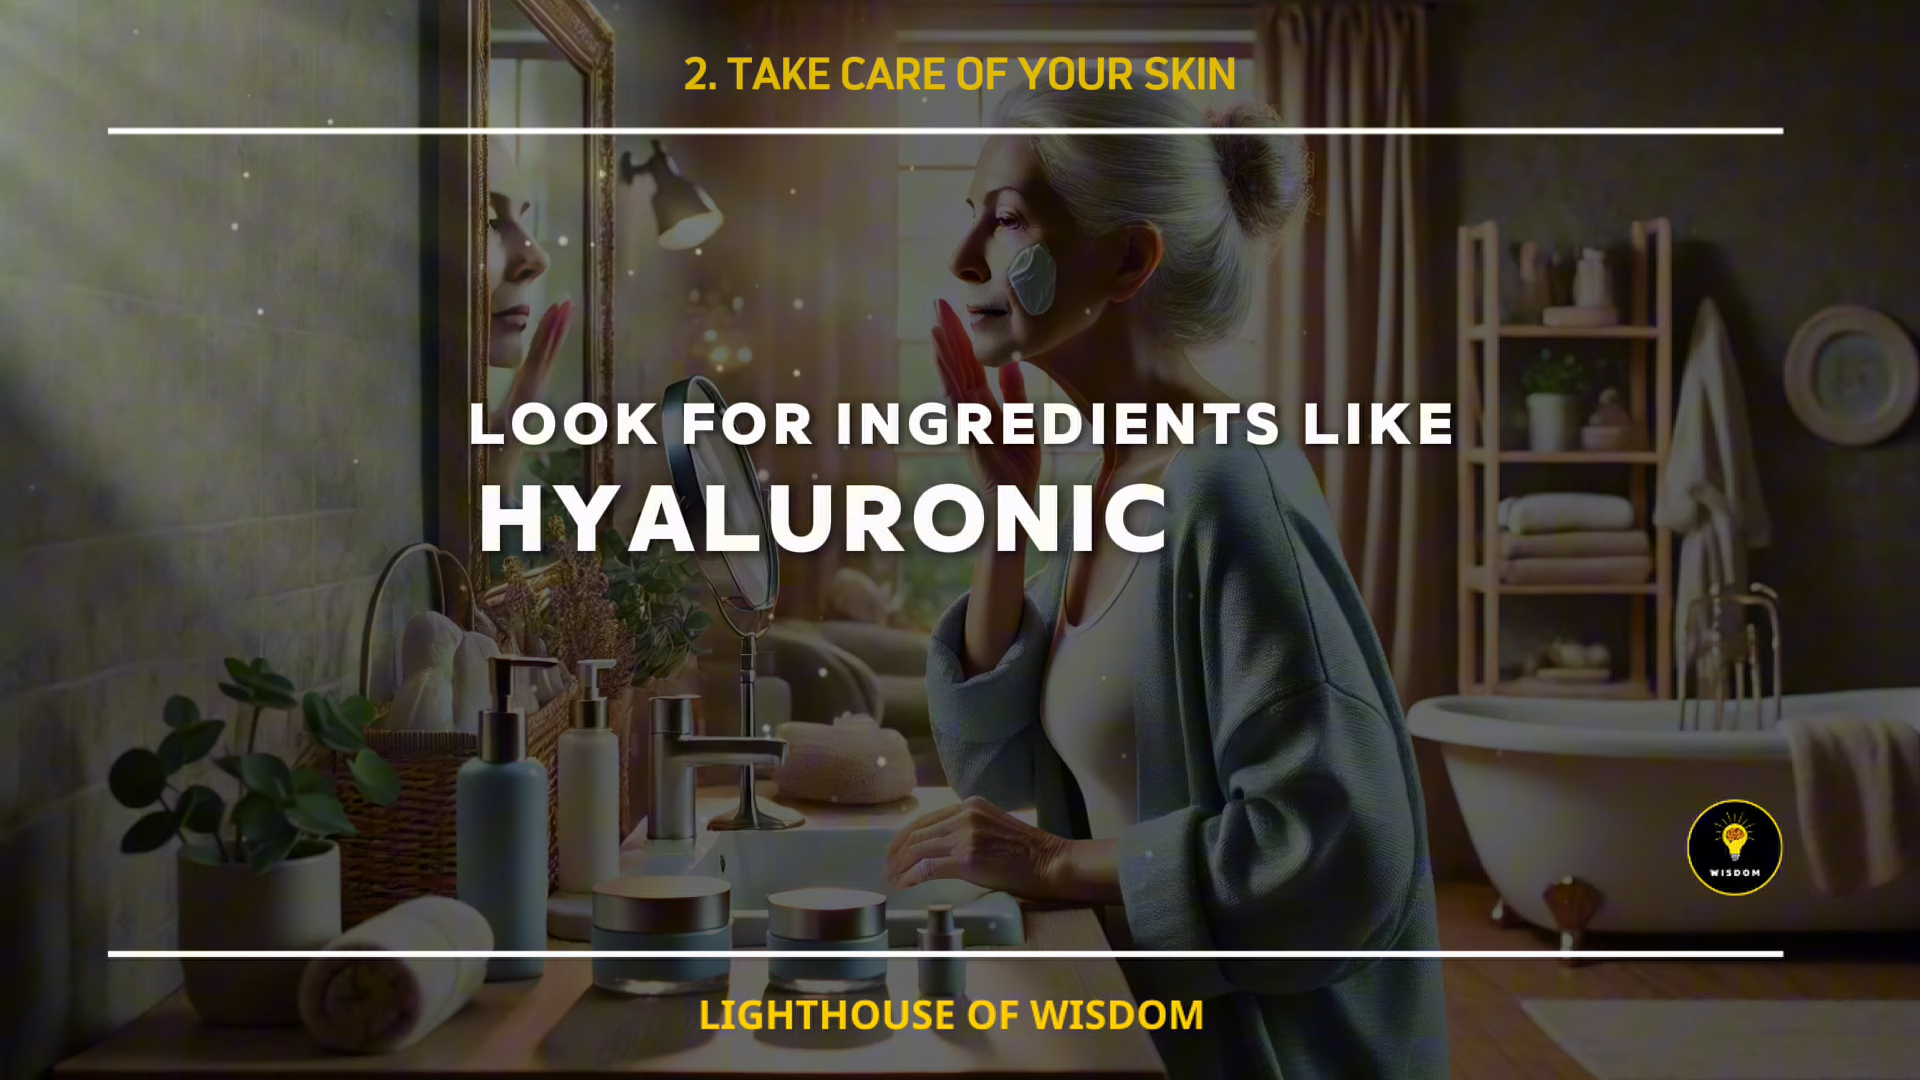 2. TAKE CARE OF YOUR SKIN
LOOK FOR INGREDIENTS LIKE
HYALURONIC
WISDOM
LIGHTHOUSE OF WISDOM